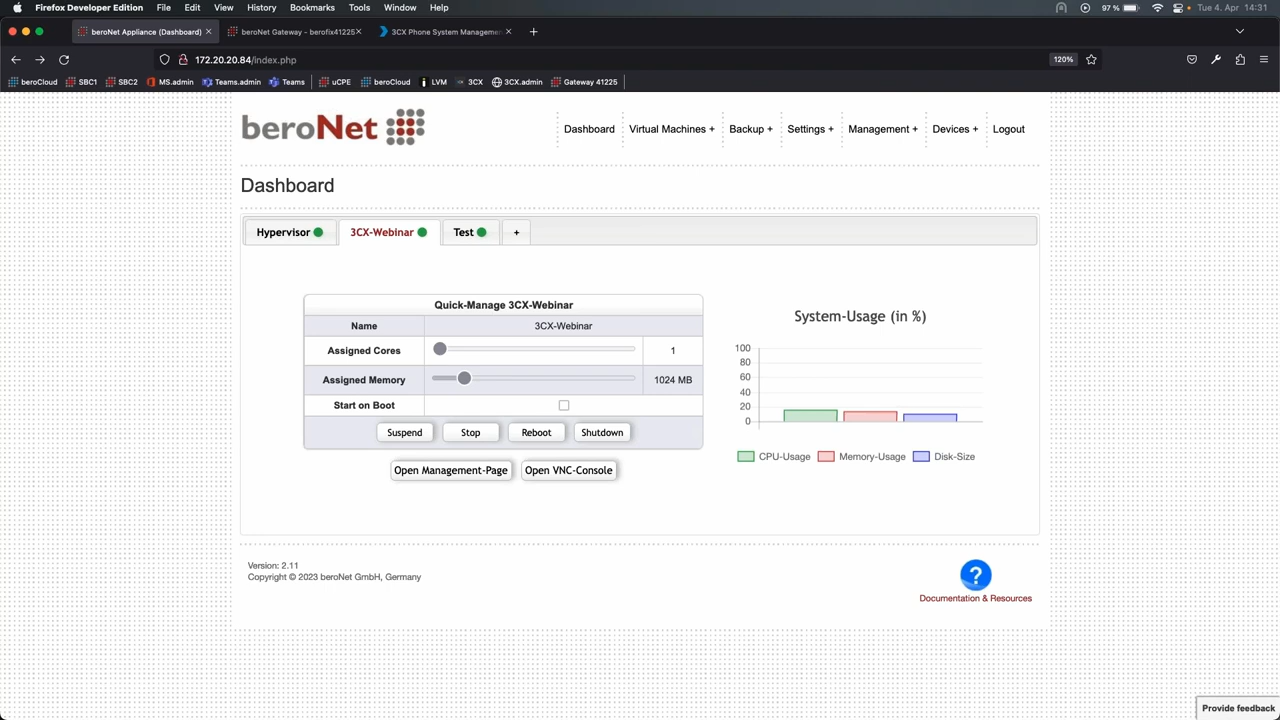 Firefox Developer Edition File Edit View History Bookmarks Tools Window Help 97 % Tue 4. Apr 14:31
beroNet Appliance (Dashboard) beroNet Gateway - berofix41225 3CX Phone System Manageme
172.20.20.84/index.php 120%
beroCloud SBC1 SBC2 MS.admin Teams.admin Teams uCPE beroCloud LVM 3CX 3CX.admin Gateway 41225
beroNet
Dashboard Virtual Machines + Backup + Settings + Management + Devices + Logout
Dashboard
Hypervisor 3CX-Webinar Test +
Quick-Manage 3CX-Webinar
Name 3CX-Webinar
Assigned Cores 1
Assigned Memory 1024 MB
Start on Boot
Suspend Stop Reboot Shutdown
Open Management-Page Open VNC-Console
System-Usage (in %)
100
80
60
40
20
0
CPU-Usage Memory-Usage Disk-Size
Version: 2.11
Copyright © 2023 beroNet GmbH, Germany
?
Documentation & Resources
Provide feedback